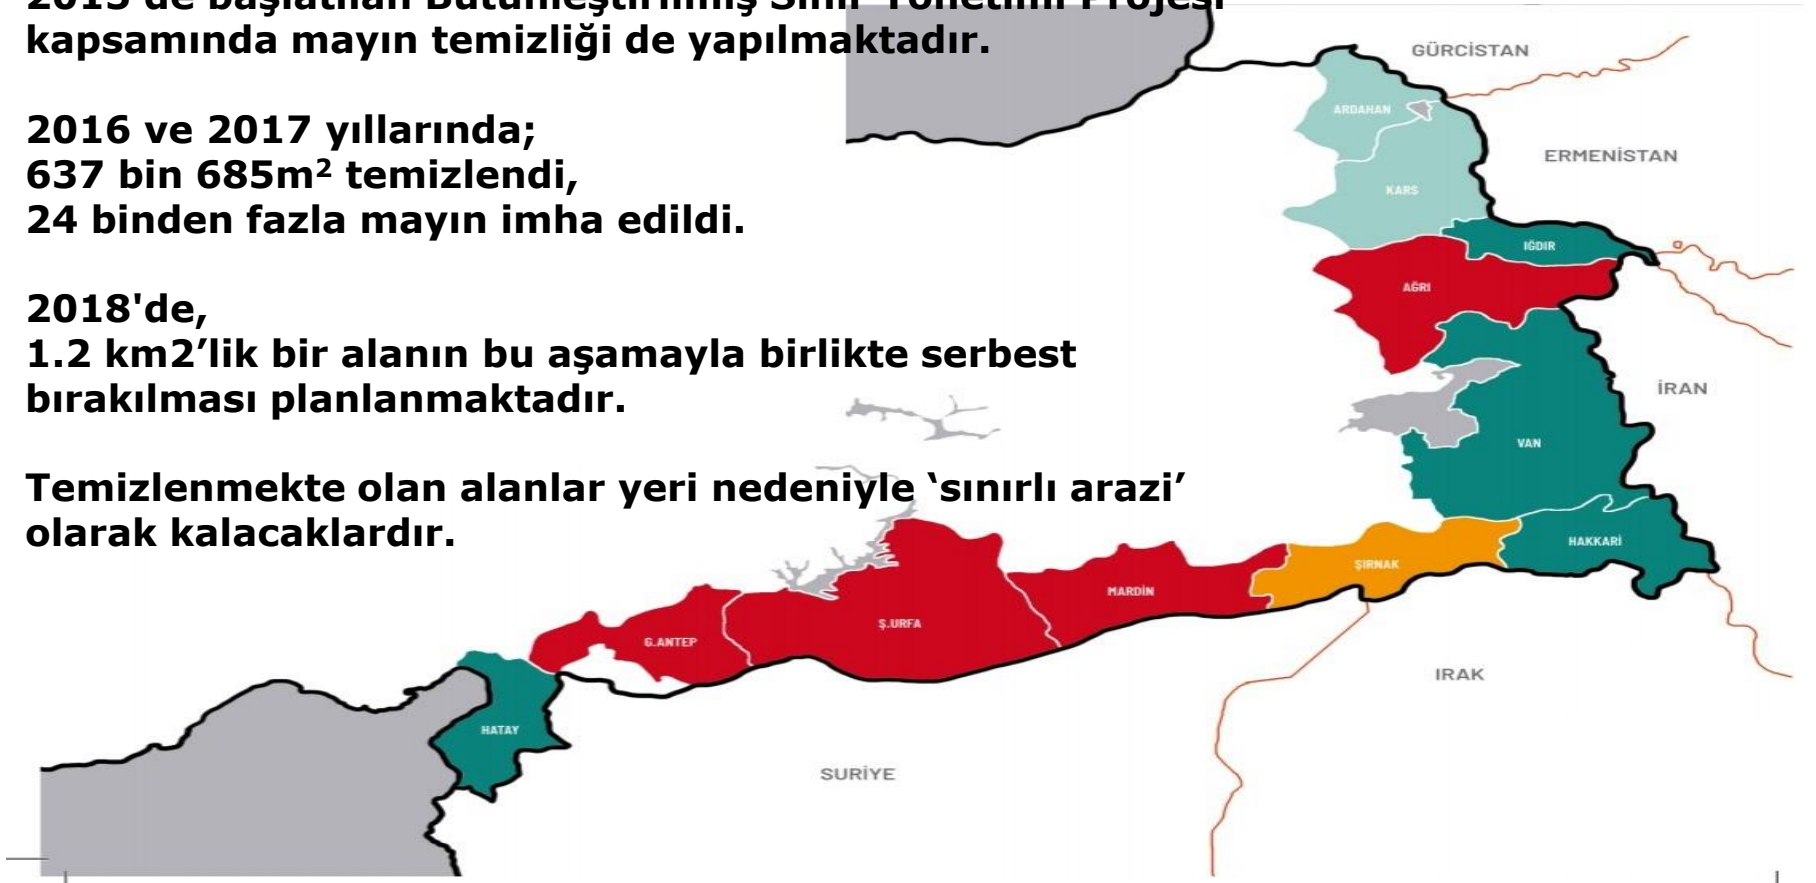 kapsamında mayın temizliği de yapılmaktadır.
2016 ve 2017 yıllarında;
637 bin 685m² temizlendi,
24 binden fazla mayın imha edildi.
2018'de,
1.2 km2’lik bir alanın bu aşamayla birlikte serbest
bırakılması planlanmaktadır.
Temizlenmekte olan alanlar yeri nedeniyle ‘sınırlı arazi’
olarak kalacaklardır.
GÜRCİSTAN
ARDAHAN
ERMENİSTAN
KARS
IĞDIR
AĞRI
İRAN
VAN
HAKKARİ
ŞIRNAK
MARDİN
Ş.URFA
G.ANTEP
IRAK
HATAY
SURİYE